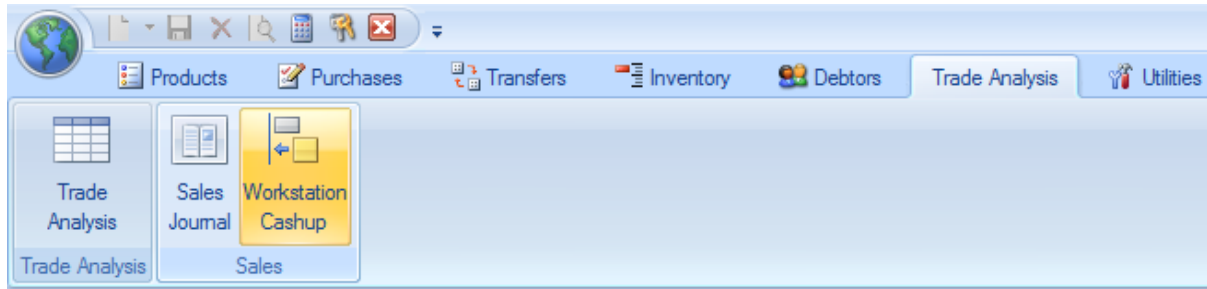 Products Purchases Transfers Inventory Debtors Trade Analysis Utilities
Trade Sales Workstation
Analysis Journal Cashup
Trade Analysis Sales